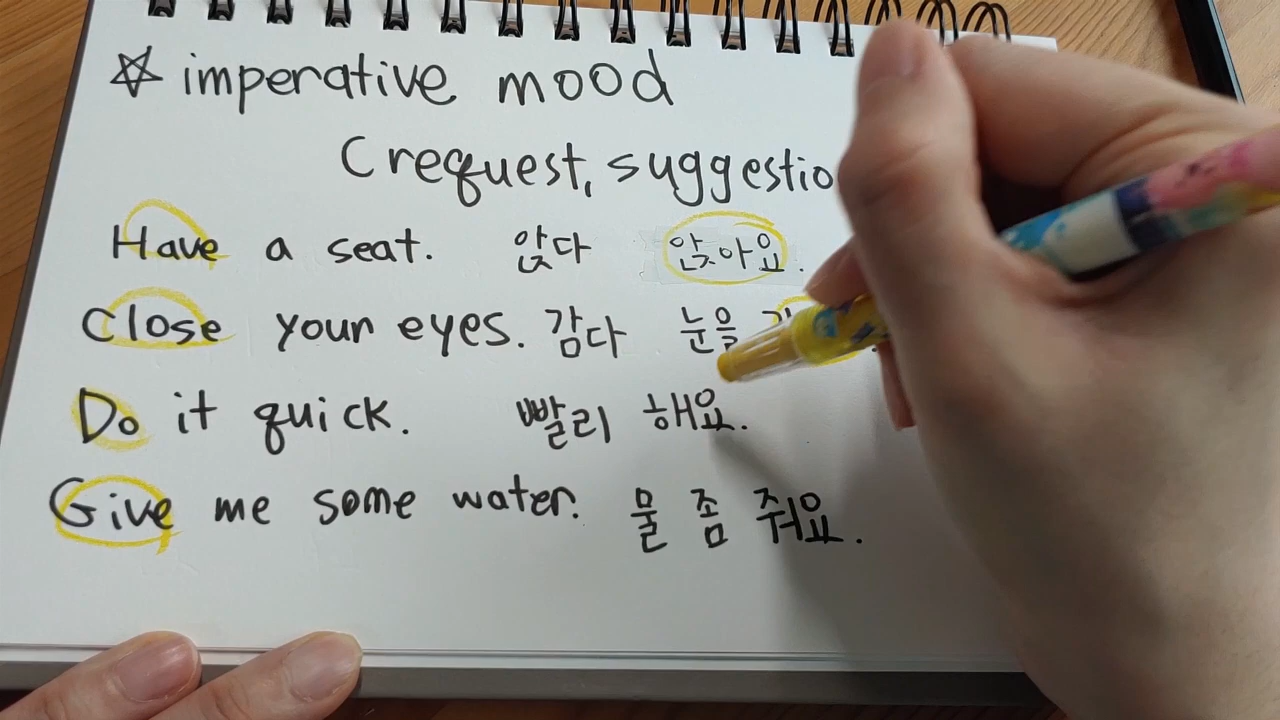 ☆ imperative mood
(request, suggestio
Have a seat. 앉다 앉아요.
Close your eyes. 감다 눈을
Do it quick. 빨리 해요.
Give me some water. 물 좀 줘요.